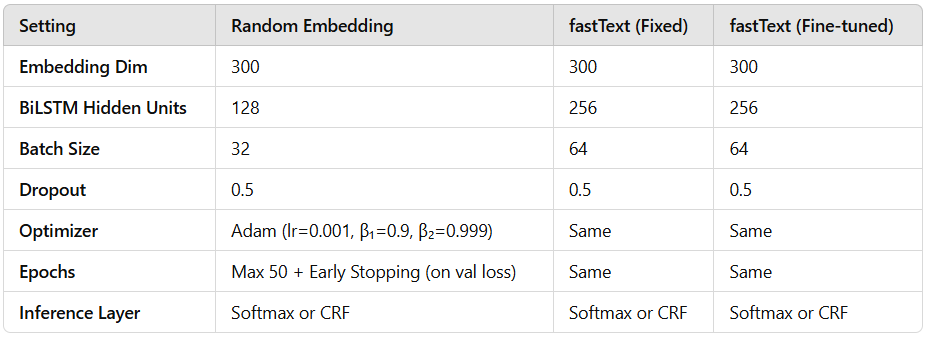 Setting Random Embedding fastText (Fixed) fastText (Fine-tuned)
Embedding Dim 300 300 300
BiLSTM Hidden Units 128 256 256
Batch Size 32 64 64
Dropout 0.5 0.5 0.5
Optimizer Adam (lr=0.001, β₁=0.9, β₂=0.999) Same Same
Epochs Max 50 + Early Stopping (on val loss) Same Same
Inference Layer Softmax or CRF Softmax or CRF Softmax or CRF